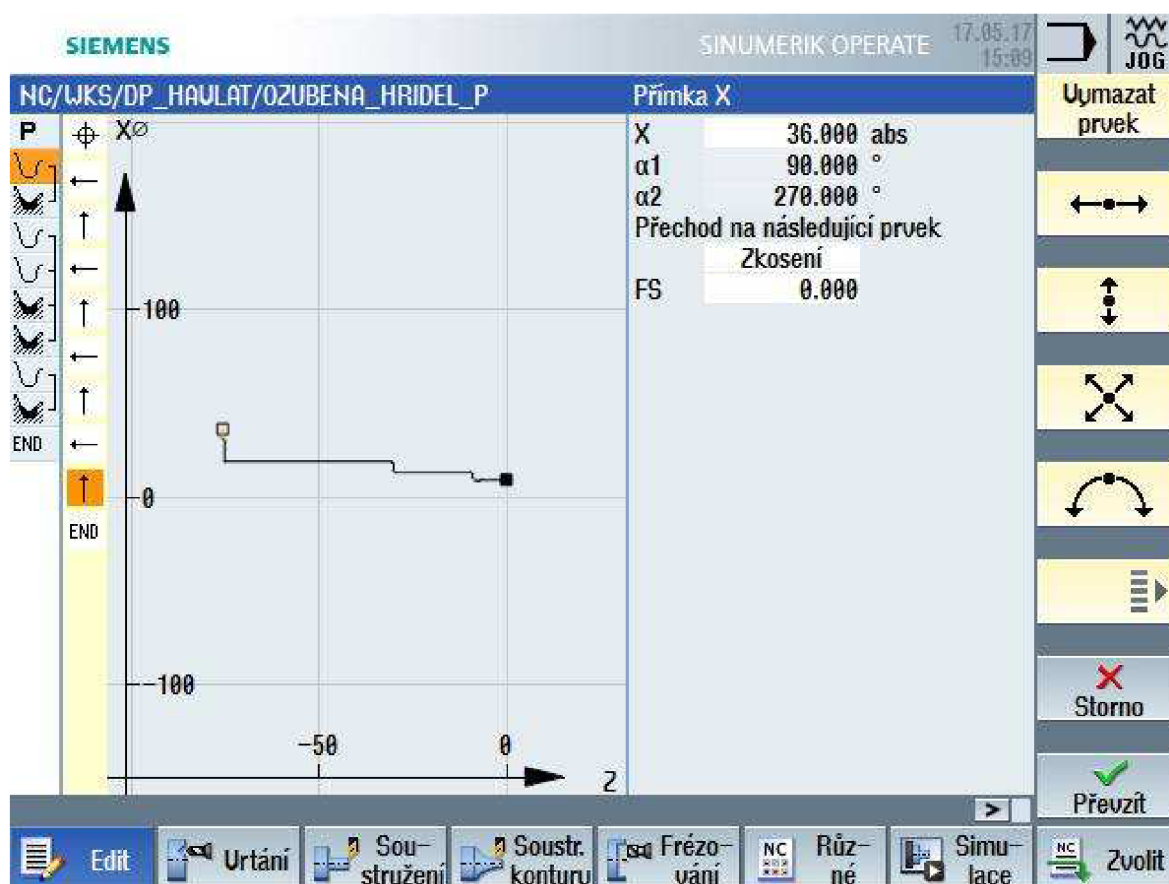 SIEMENS
SINUMERIK OPERATE
17.05.17
15:09
JOG
NC/WKS/DP_HAVLAT/OZUBENA_HRIDEL_P
Přímka X
P
X∅
END
END
100
0
-100
-50
0
Z
X 36.000 abs
α1 90.000 °
α2 270.000 °
Přechod na následující prvek
Zkosení
FS 0.000
Vymazat
prvek
Storno
Převzít
>
Edit
Vrtání
Sou-
stružení
Soustr.
konturu
Frézo-
vání
NC
Růz-
né
Simu-
lace
NC
Zvolit